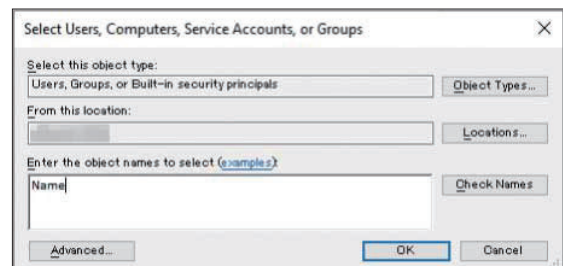 Select Users, Computers, Service Accounts, or Groups
Select this object type:
Users, Groups, or Built-in security principals
Object Types...
From this location:
Locations...
Enter the object names to select (examples):
Name
Check Names
Advanced...
OK
Cancel